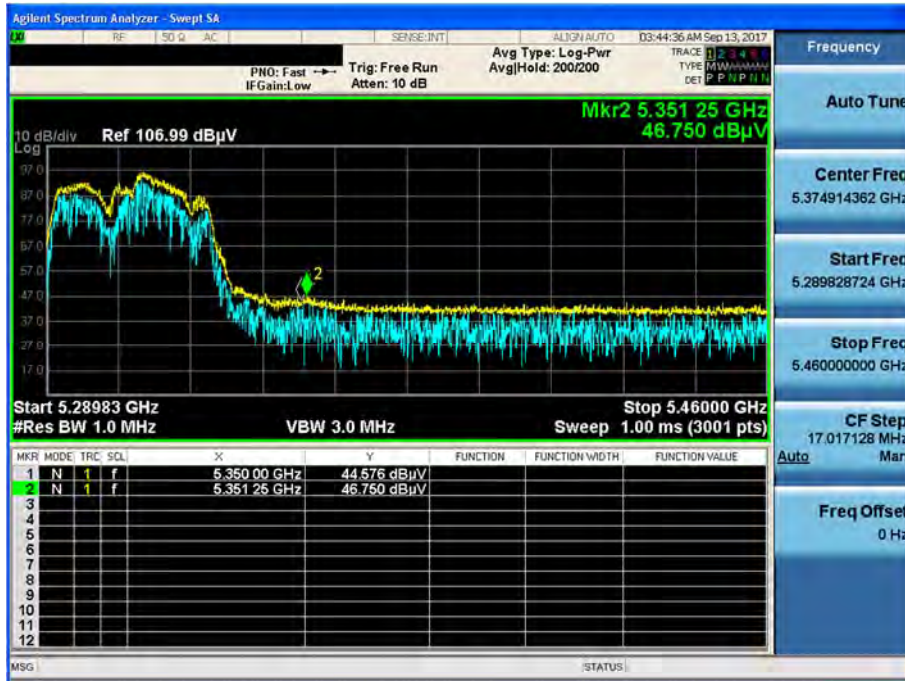 Agilent Spectrum Analyzer - Swept SA
RF 50 Ω AC SENSE:INT ALIGN AUTO 03:44:36 AM Sep 13, 2017
PNO: Fast Trig: Free Run Avg Type: Log-Pwr TRACE 1 2 3 4 5 6
IFGain:Low Atten: 10 dB Avg|Hold: 200/200 TYPE
DET P P N P N N
Mkr2 5.351 25 GHz
46.750 dBµV
10 dB/div Ref 106.99 dBµV
Log
97.0
87.0
77.0
67.0
57.0
47.0
37.0
27.0
17.0
2
Start 5.28983 GHz Stop 5.46000 GHz
#Res BW 1.0 MHz VBW 3.0 MHz Sweep 1.00 ms (3001 pts)
MKR MODE TRC SCL X Y FUNCTION FUNCTION WIDTH FUNCTION VALUE
1 N 1 f 5.350 00 GHz 44.576 dBµV
2 N 1 f 5.351 25 GHz 46.750 dBµV
3
4
5
6
7
8
9
10
11
12
MSG STATUS
Frequency
Auto Tune
Center Freq
5.374914362 GHz
Start Freq
5.289828724 GHz
Stop Freq
5.460000000 GHz
CF Step
17.017128 MHz
Auto Man
Freq Offset
0 Hz